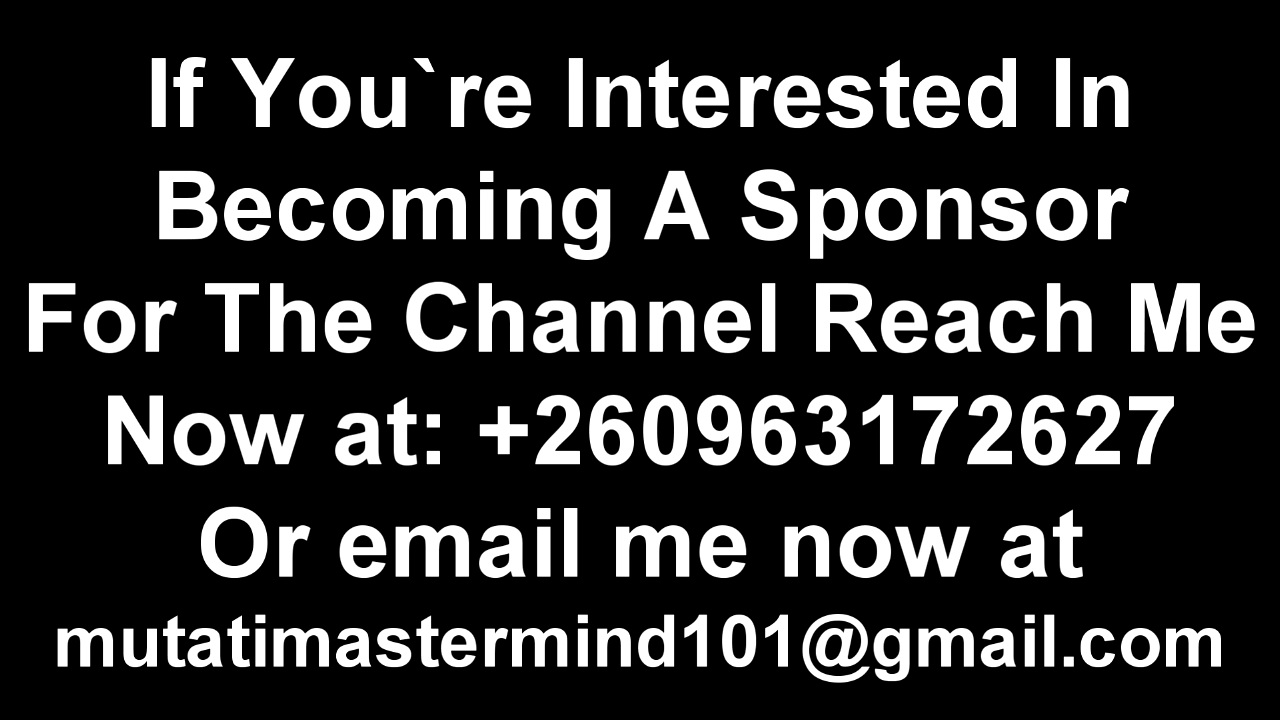 If You`re Interested In
Becoming A Sponsor
For The Channel Reach Me
Now at: +260963172627
Or email me now at
mutatimastermind101@gmail.com